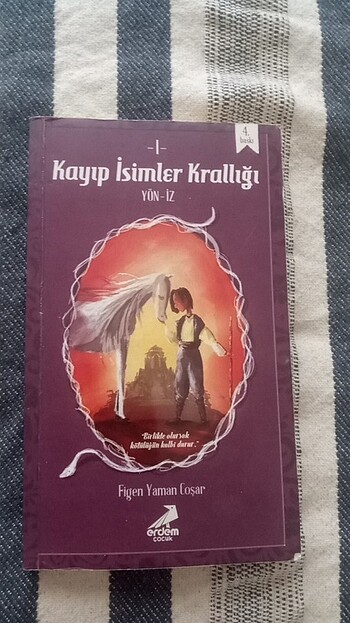 4.
baskı
-I-
Kayıp İsimler Krallığı
YÖN-İZ
"Birlikte olursak
kötülüğün kalbi durur."
Figen Yaman Coşar
erdem
çocuk